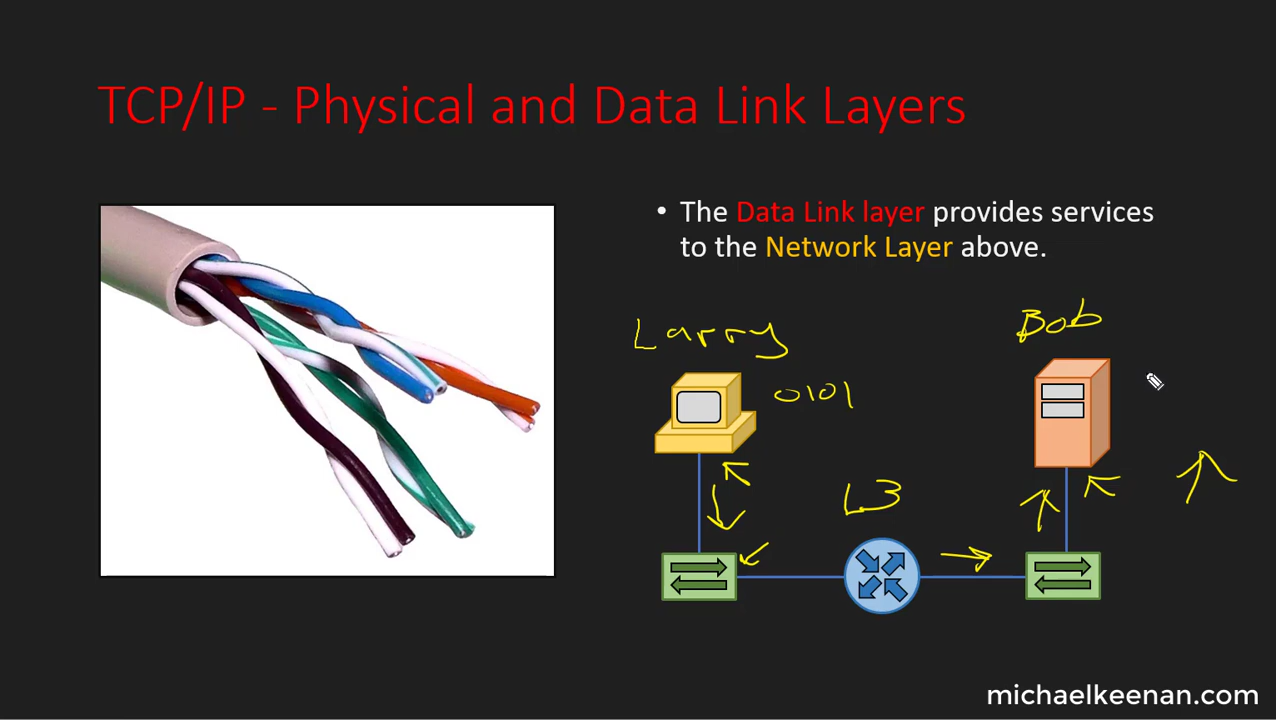 TCP/IP - Physical and Data Link Layers
• The Data Link layer provides services
to the Network Layer above.
Larry
Bob
0101
L3
michaelkeenan.com